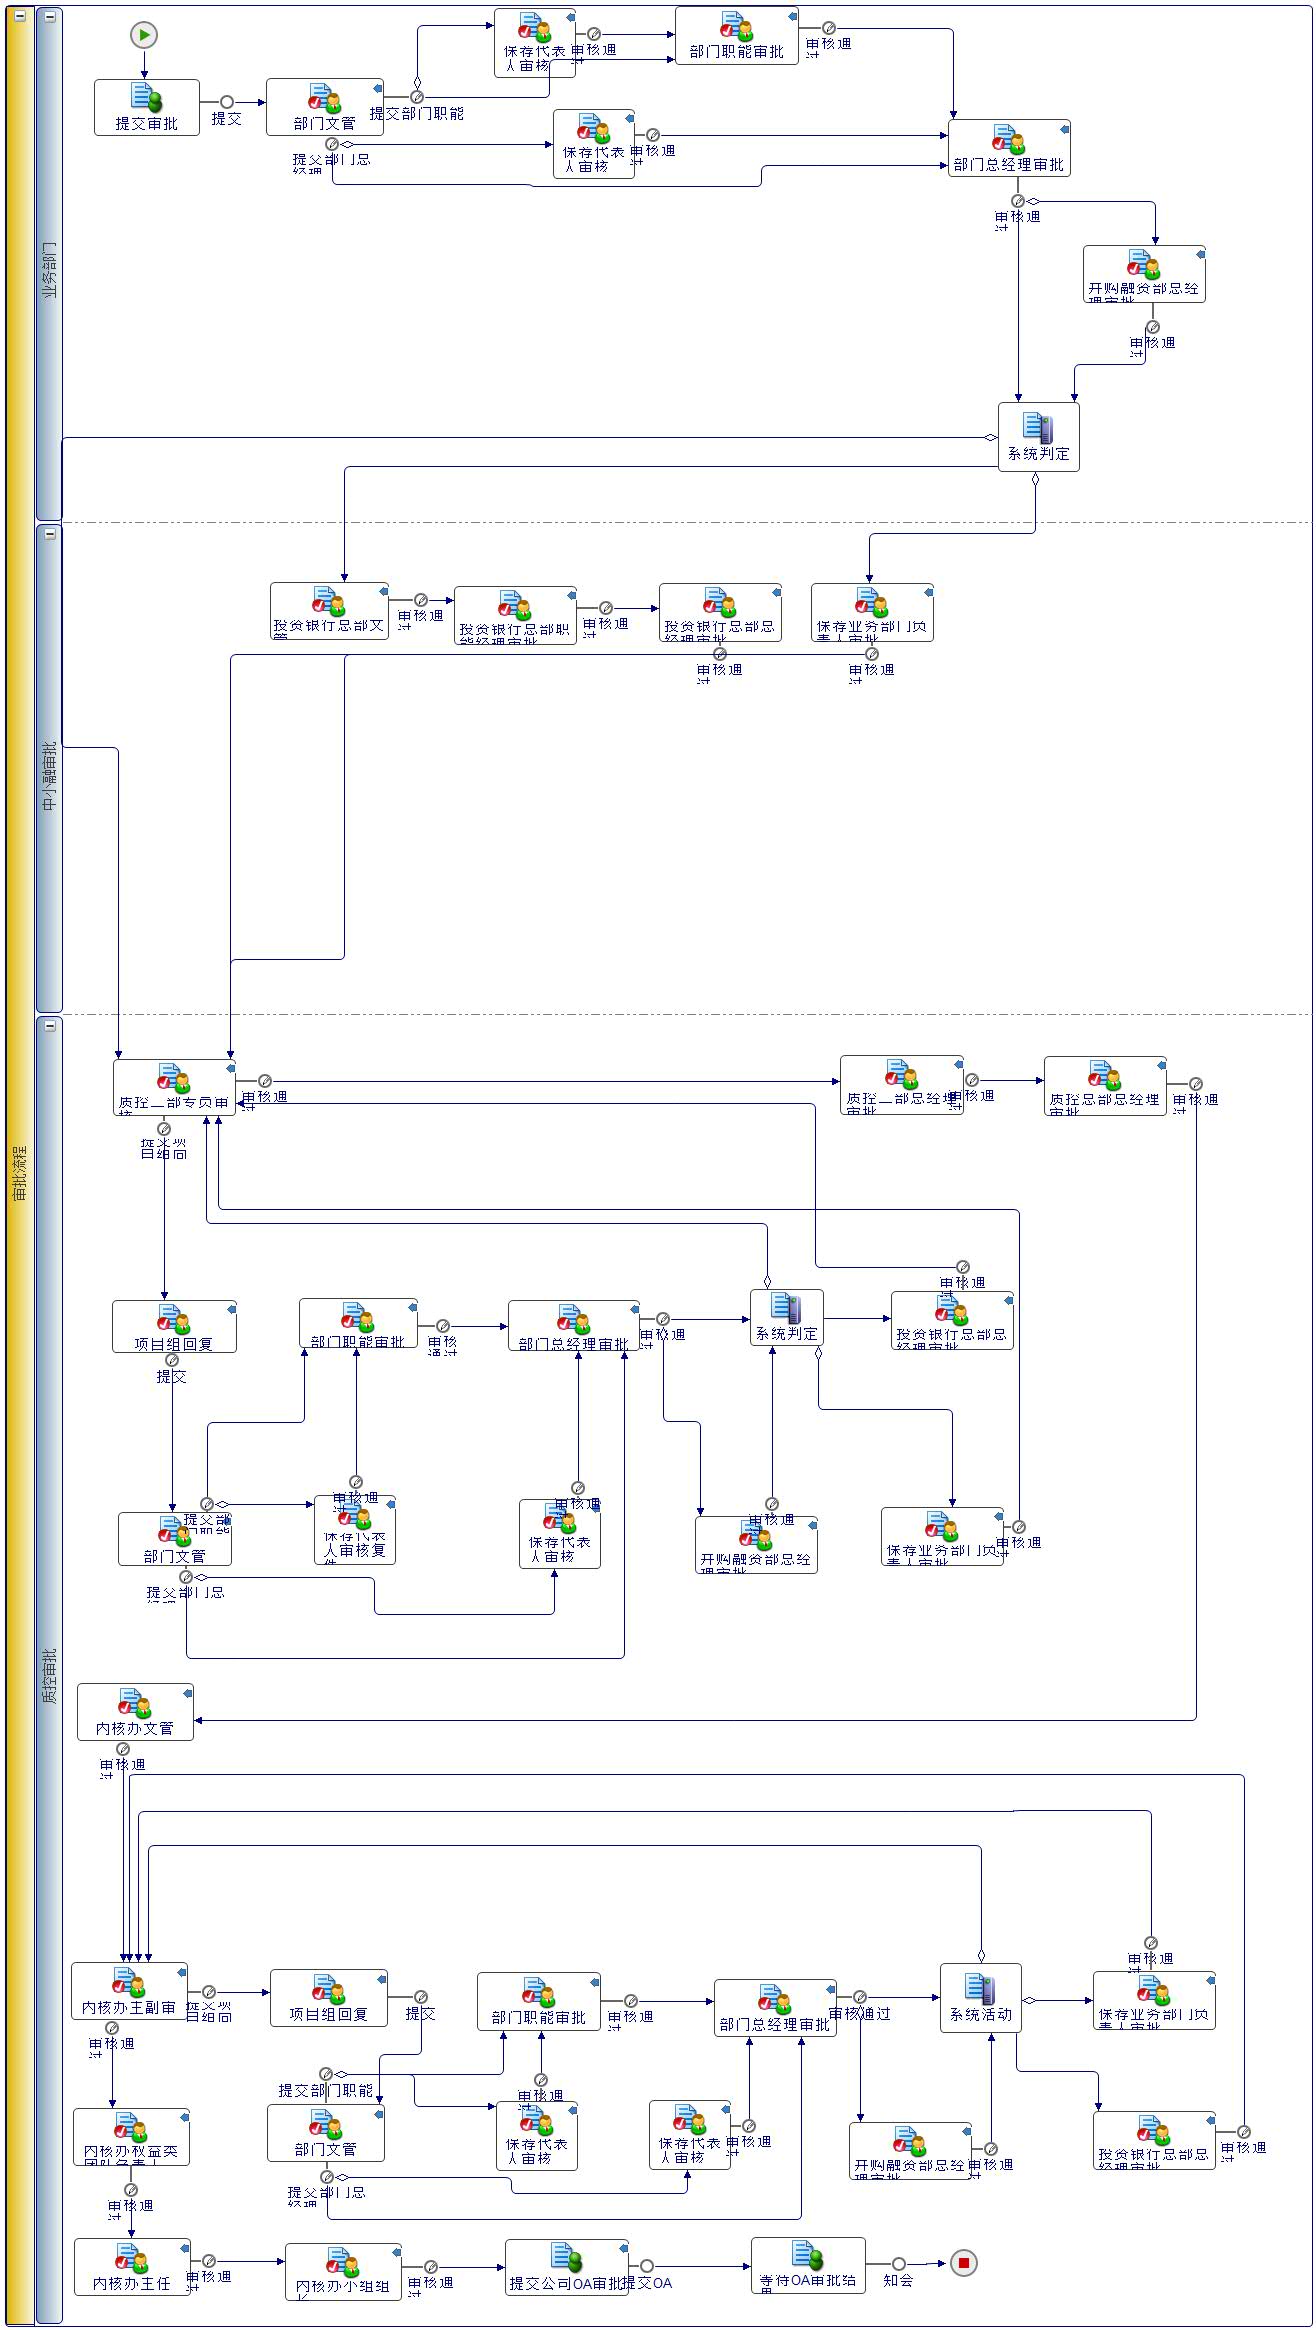 审批流程
业务部门
提交审批
提交
部门文管
提交部门职能
保存代表
人审核
审核通
部门职能审批
审核通
过
提交部门总
经理
保存代表
人审核
审核通
过
部门总经理审批
审核通
过
并购融资部总经
理审批
审核通
过
系统判定
中小融审批
投资银行总部文
管
审核通
过
投资银行总部职
能经理审批
审核通
过
投资银行总部总
经理审批
审核通
过
保荐业务部门负
责人审批
审核通
过
质控审批
审核通
过
审核通
过
质控总部总经理
审批
审核通
过
提交项
目组回
项目组回复
提交
部门职能审批
审核
通过
部门总经理审批
审核通
过
系统判定
审核通
过
投资银行总部总
经理审批
部门文管
提交部
门职能
审核通
过
保存代表
人审核复
件
审核通
过
保存代表
人审核
审核通
过
并购融资部总经
理审批
保存业务部门负
责人审批
审核通
过
提交部门总
经理
内核办文管
审核通
过
内核办主副审
提交项
目组回
项目组回复
提交
部门职能审批
审核通
过
部门总经理审批
审核通过
系统活动
审核通
过
保存业务部门负
责人审批
审核通
过
提交部门职能
部门文管
审核通
过
保存代表
人审核
保存代表
人审核
审核通
过
并购融资部总经
理审批
审核通
过
投资银行总部总
经理审批
审核通
过
内核办权益类
团队负责人
提交部门总
经理
审核通
过
内核办主任
审核通
过
内核办小组组
长
审核通
过
提交公司OA审批
提交OA
等待OA审批结
果
知会